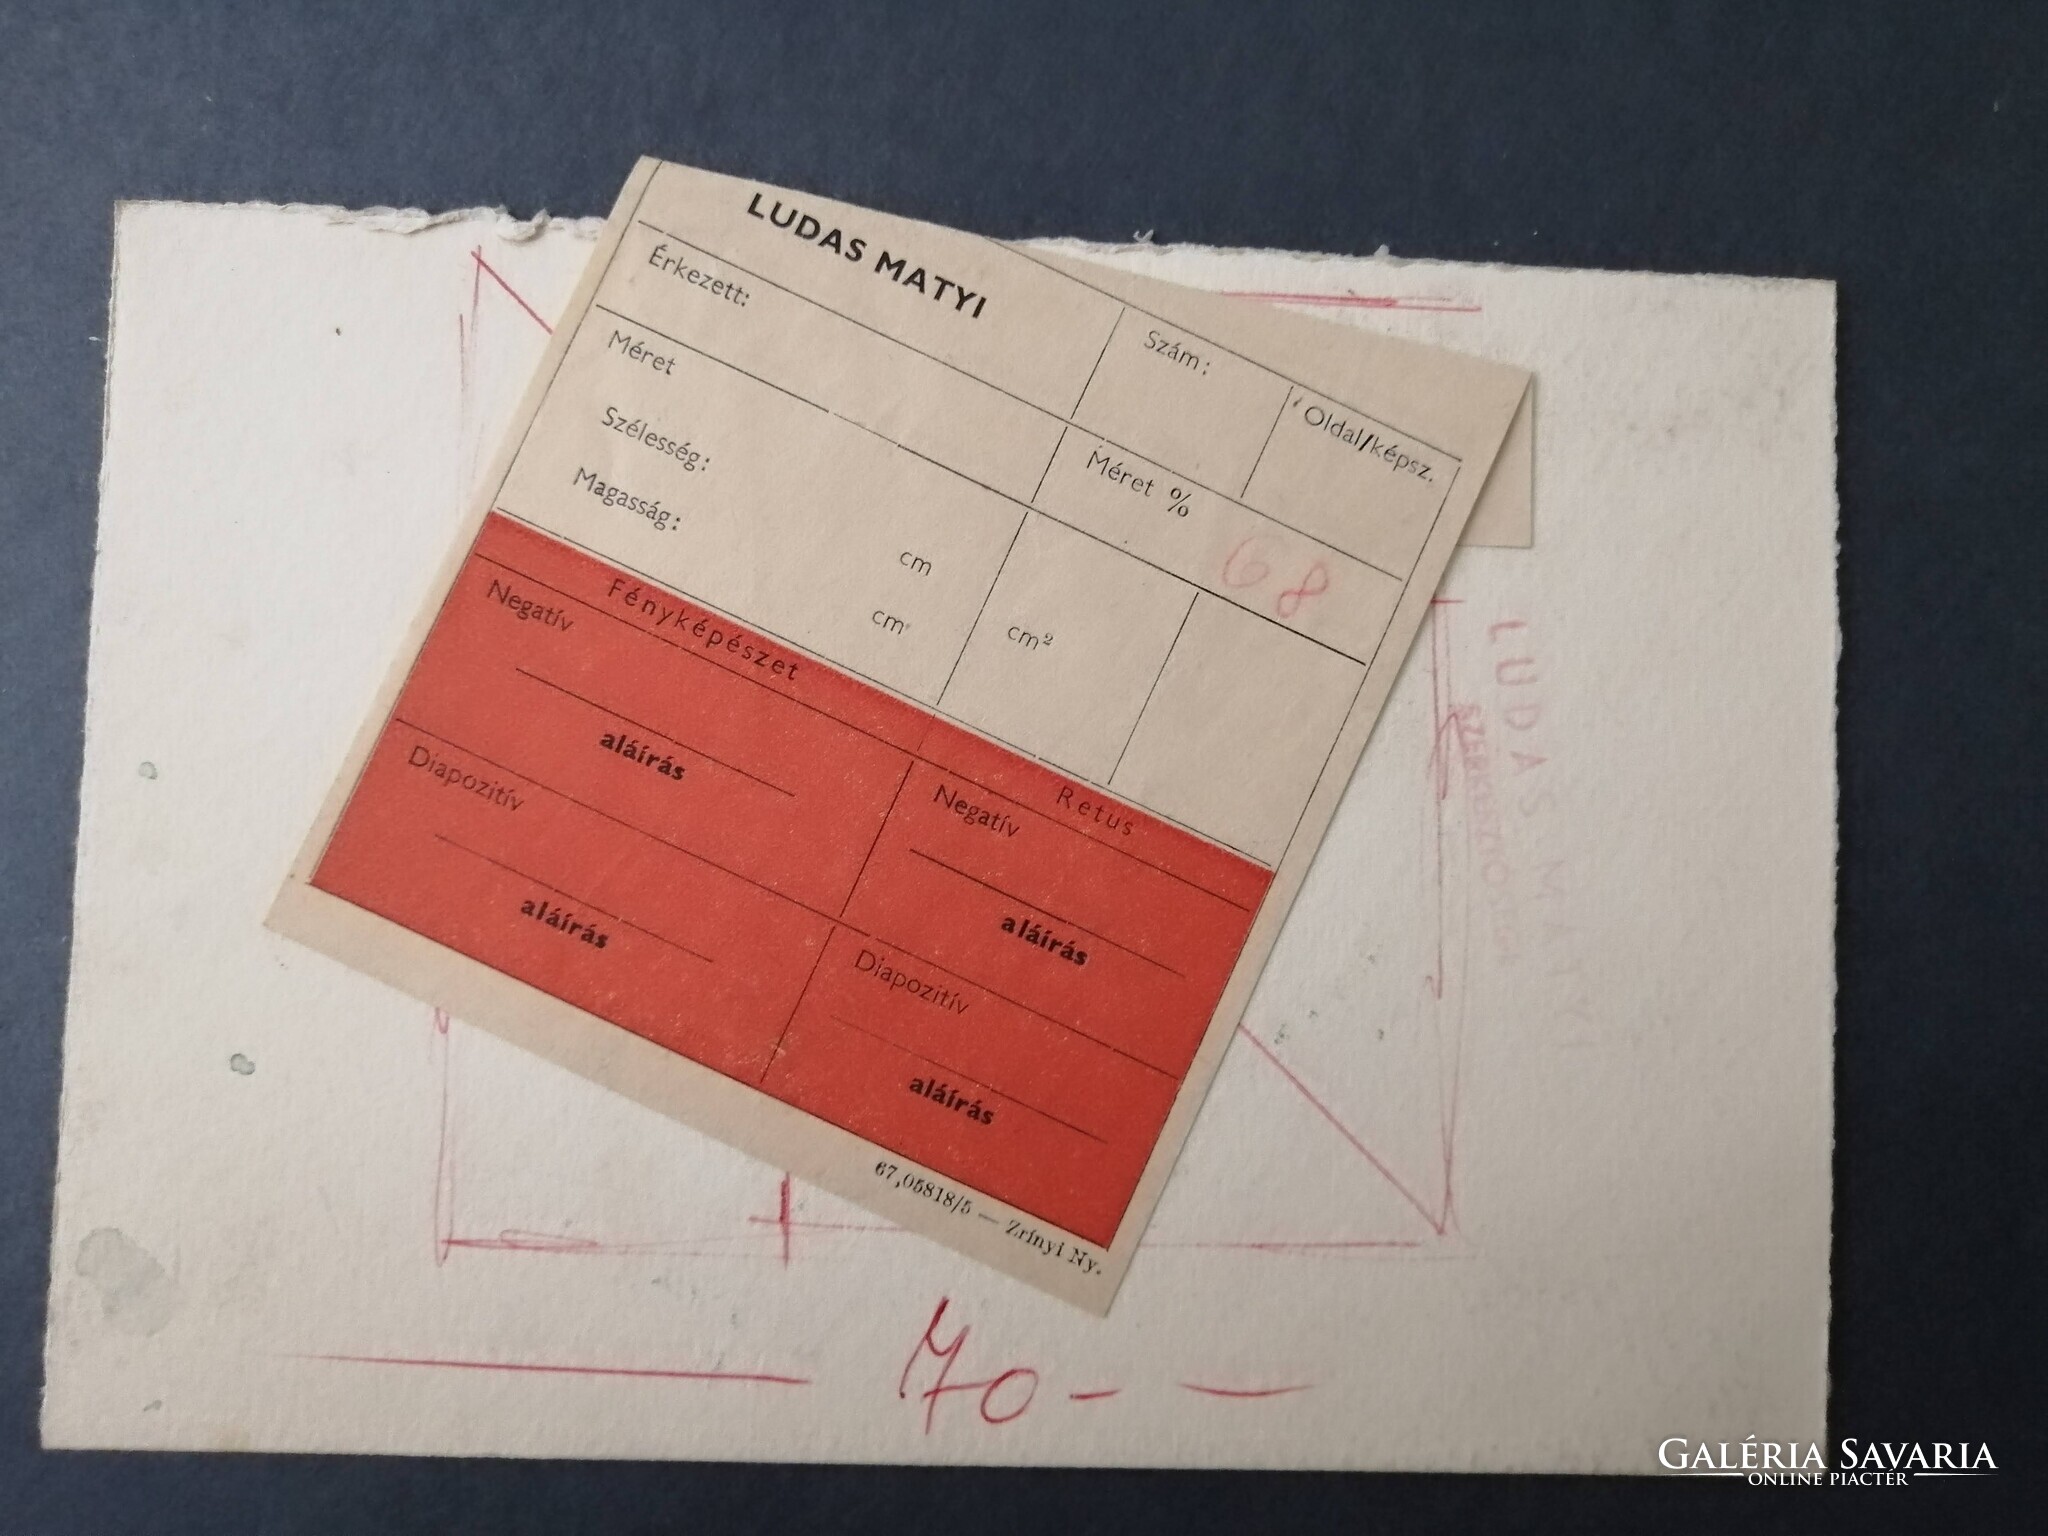 LUDAS MATYI
Érkezett:
Szám:
Oldal/képsz.
Méret
Méret %
68
Szélesség:
cm
Magasság:
cm
cm²
Fényképészet
Retus
Negatív
aláírás
Negatív
aláírás
Diapozitív
aláírás
Diapozitív
aláírás
67,05818/5 — Zrínyi Ny.
LUDAS MATYI
70-
GALÉRIA SAVARIA
ONLINE PIACTÉR